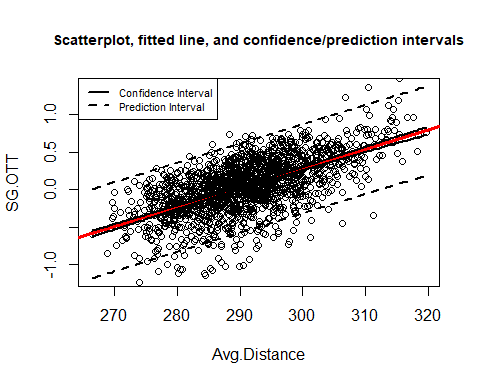 Scatterplot, fitted line, and confidence/prediction intervals
Confidence Interval
Prediction Interval
SG.OTT
1.0
0.5
0.0
-1.0
270 280 290 300 310 320
Avg.Distance